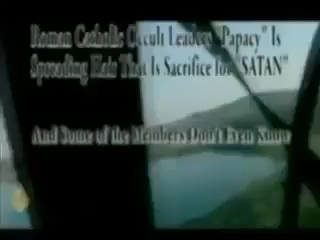 Roman Catholic Occult Leaders "Papacy" Is
Spreading Hate That Is Sacrifice for "SATAN"
And Some of the Members Don't Even Know